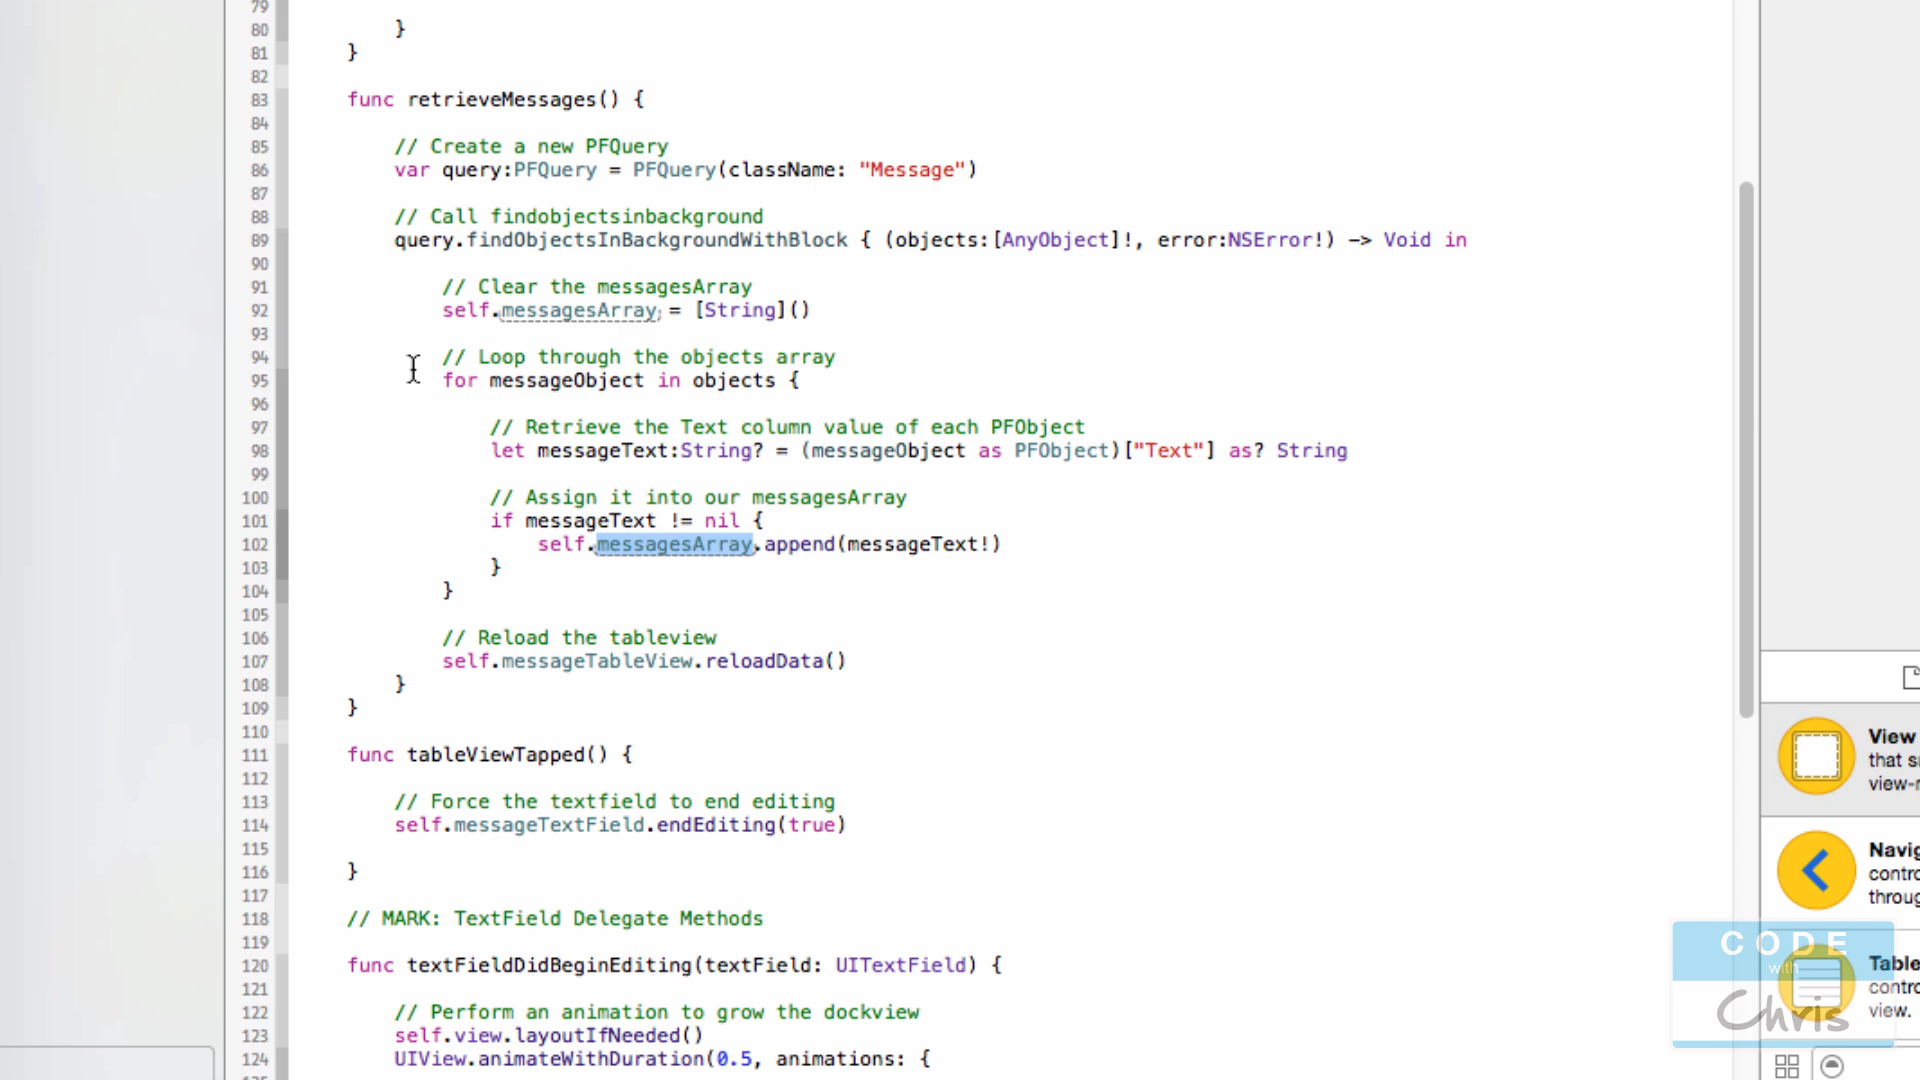 79
80 }
81 }
82
83 func retrieveMessages() {
84
85 // Create a new PFQuery
86 var query:PFQuery = PFQuery(className: "Message")
87
88 // Call findobjectsinbackground
89 query.findObjectsInBackgroundWithBlock { (objects:[AnyObject]!, error:NSError!) -> Void in
90
91 // Clear the messagesArray
92 self.messagesArray = [String]()
93
94 // Loop through the objects array
95 for messageObject in objects {
96
97 // Retrieve the Text column value of each PFObject
98 let messageText:String? = (messageObject as PFObject)["Text"] as? String
99
100 // Assign it into our messagesArray
101 if messageText != nil {
102 self.messagesArray.append(messageText!)
103 }
104 }
105
106 // Reload the tableview
107 self.messageTableView.reloadData()
108 }
109 }
110
111 func tableViewTapped() {
112
113 // Force the textfield to end editing
114 self.messageTextField.endEditing(true)
115
116 }
117
118 // MARK: TextField Delegate Methods
119
120 func textFieldDidBeginEditing(textField: UITextField) {
121
122 // Perform an animation to grow the dockview
123 self.view.layoutIfNeeded()
124 UIView.animateWithDuration(0.5, animations: {
View
that s
view-r
Navig
contro
throug
Table
contro
view.
CODE
with
Chris